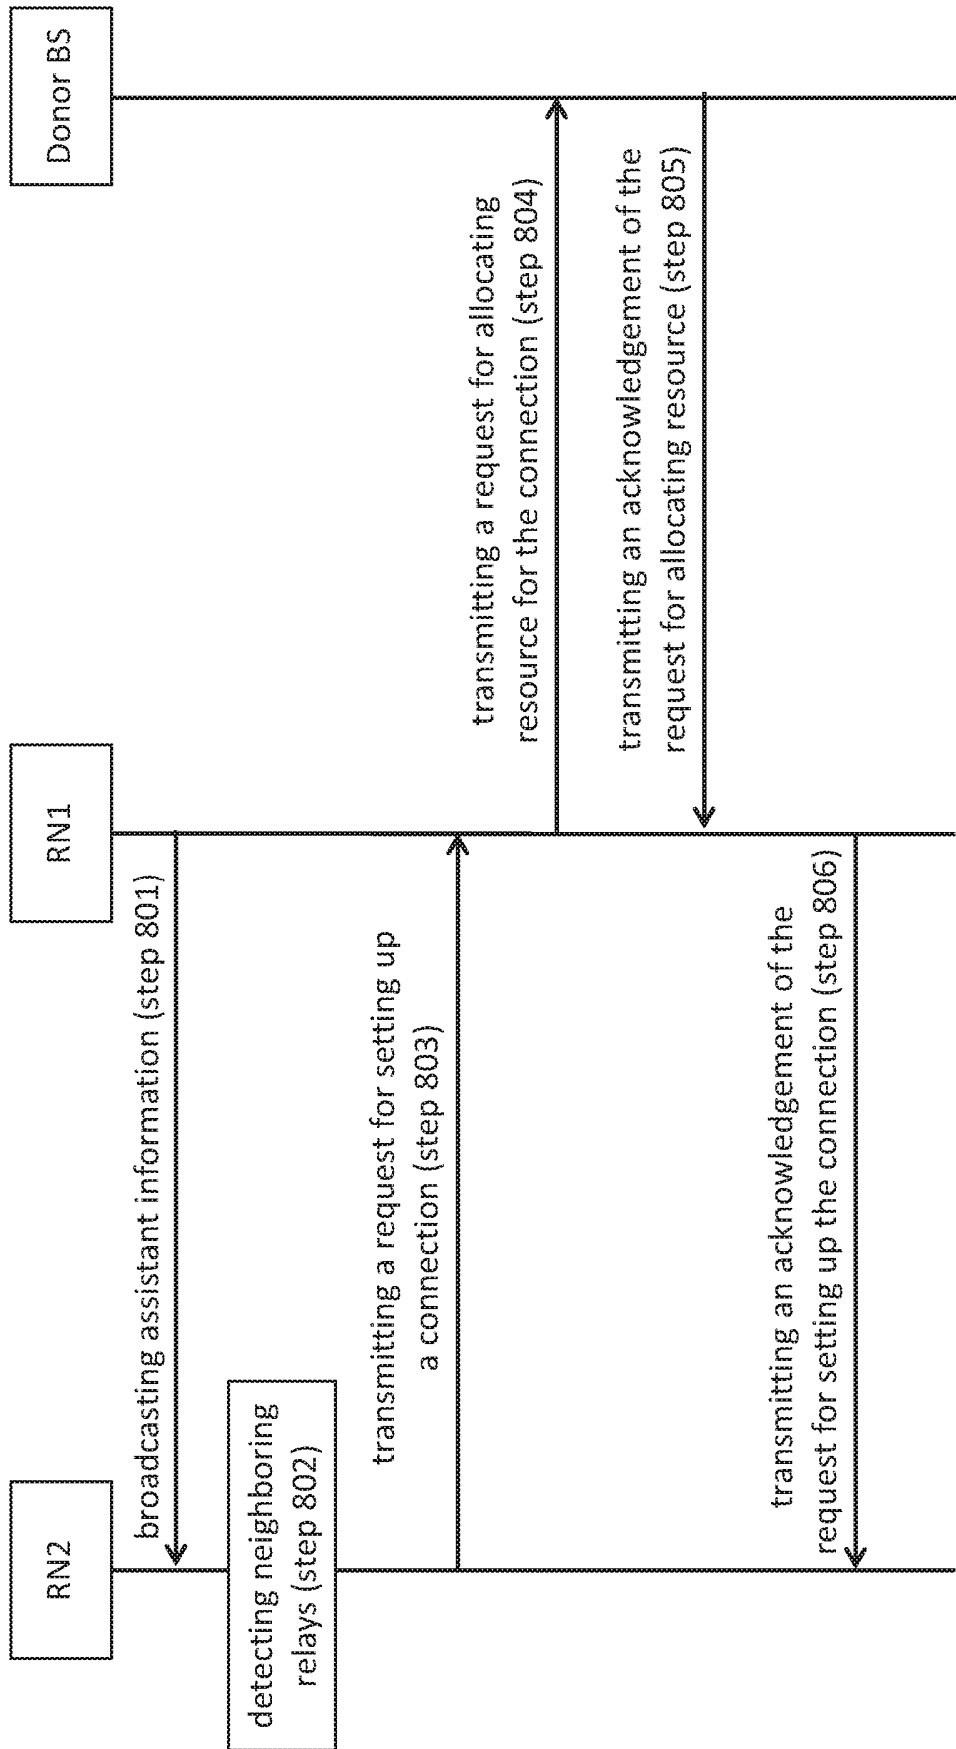 RN2
RN1
Donor BS
broadcasting assistant information (step 801)
detecting neighboring
relays (step 802)
transmitting a request for setting up
a connection (step 803)
transmitting a request for allocating
resource for the connection (step 804)
transmitting an acknowledgement of the
request for allocating resource (step 805)
transmitting an acknowledgement of the
request for setting up the connection (step 806)